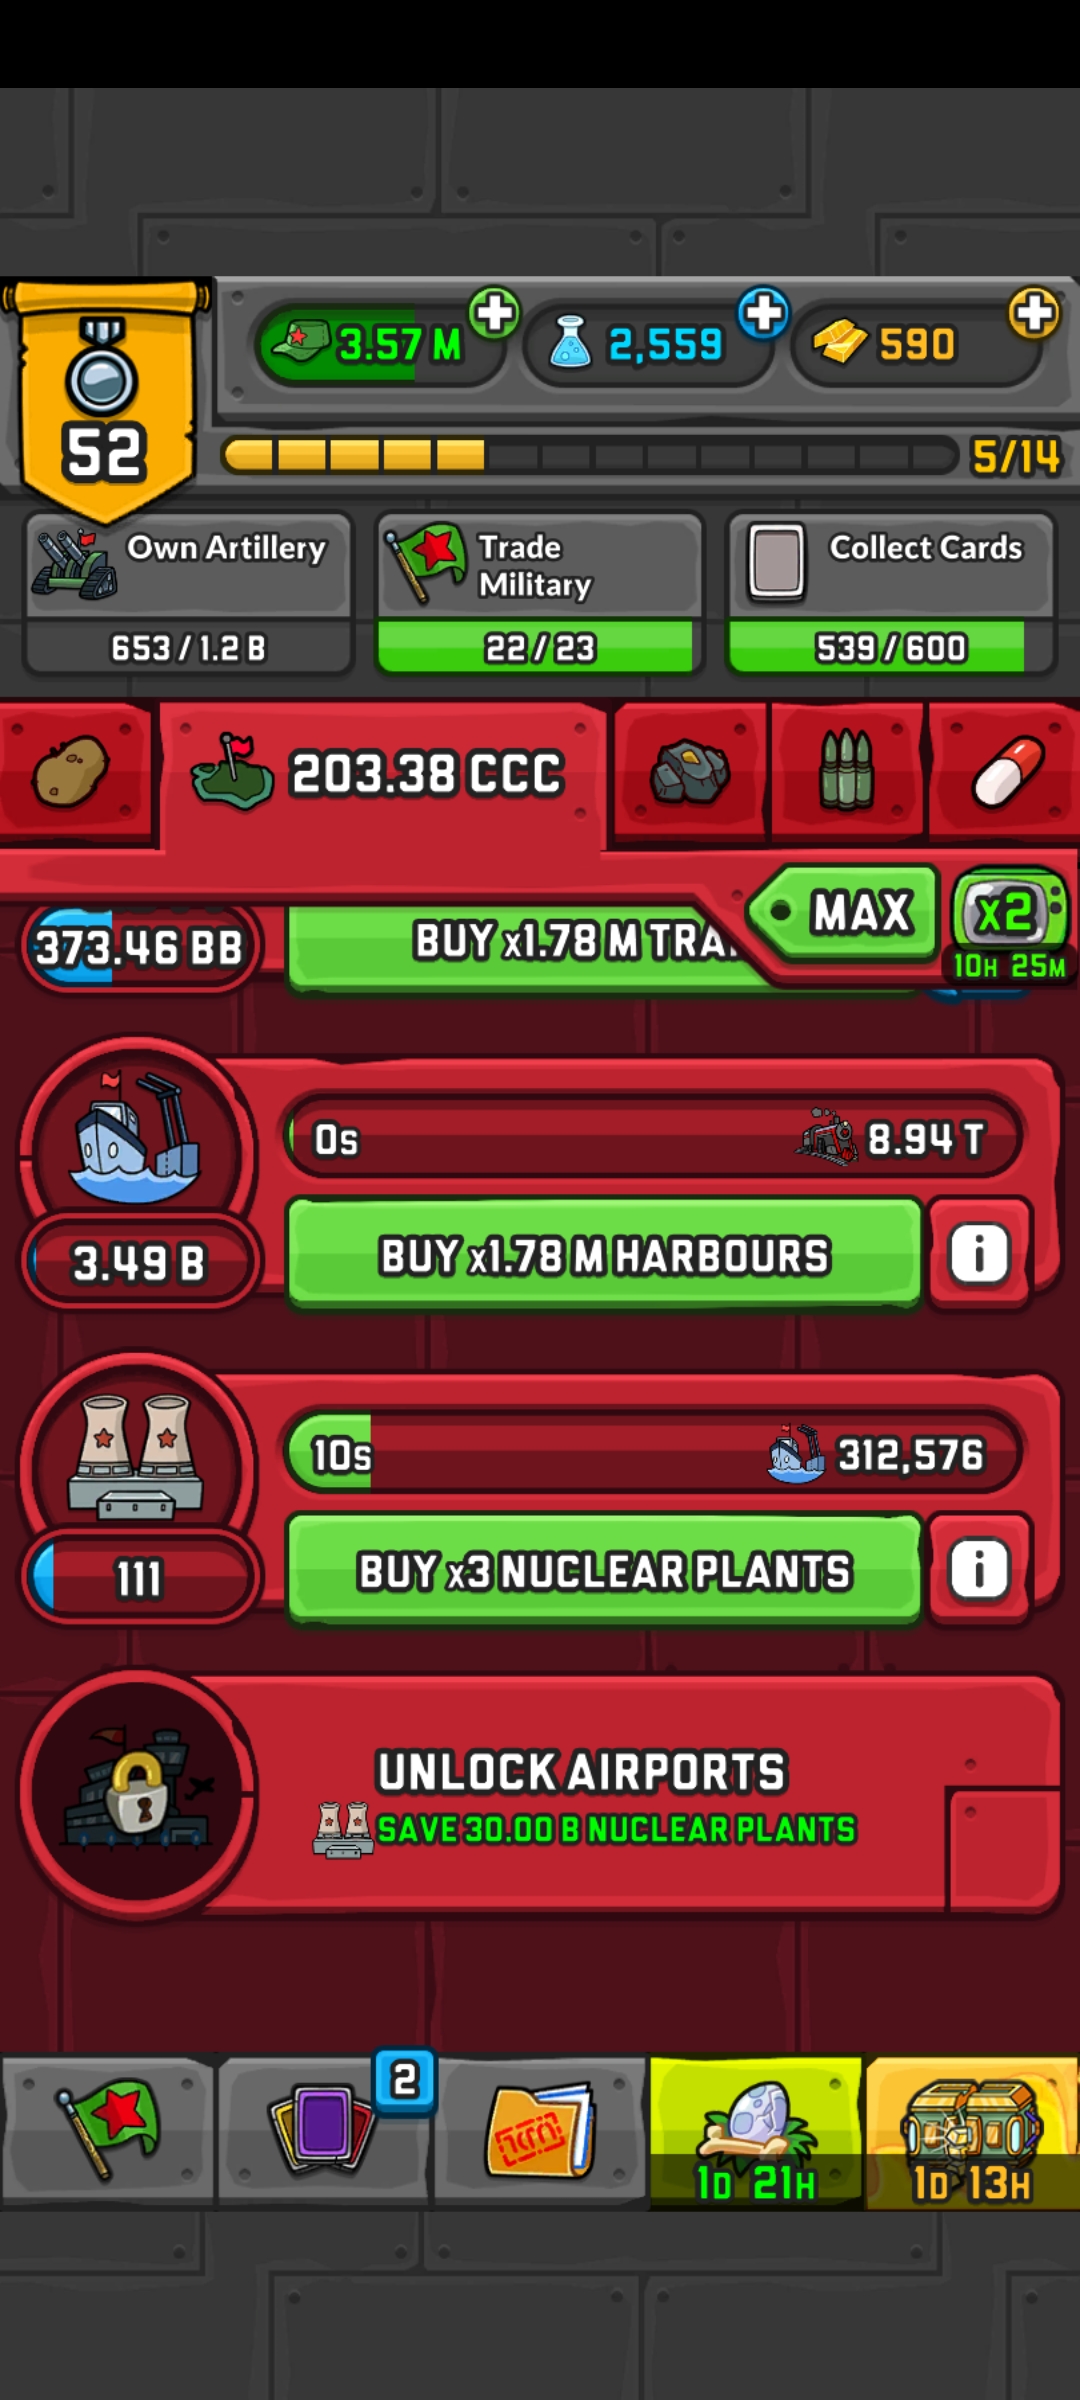 3.57 M
2,559
590
52
5/14
Own Artillery
653 / 1.2 B
Trade
Military
22 / 23
Collect Cards
539 / 600
203.38 CCC
MAX
x2
10H 25M
373.46 BB
BUY x1.78 M TRA
0s
8.94 T
3.49 B
BUY x1.78 M HARBOURS
i
10s
312,576
111
BUY x3 NUCLEAR PLANTS
i
UNLOCK AIRPORTS
SAVE 30.00 B NUCLEAR PLANTS
2
1D 21H
1D 13H